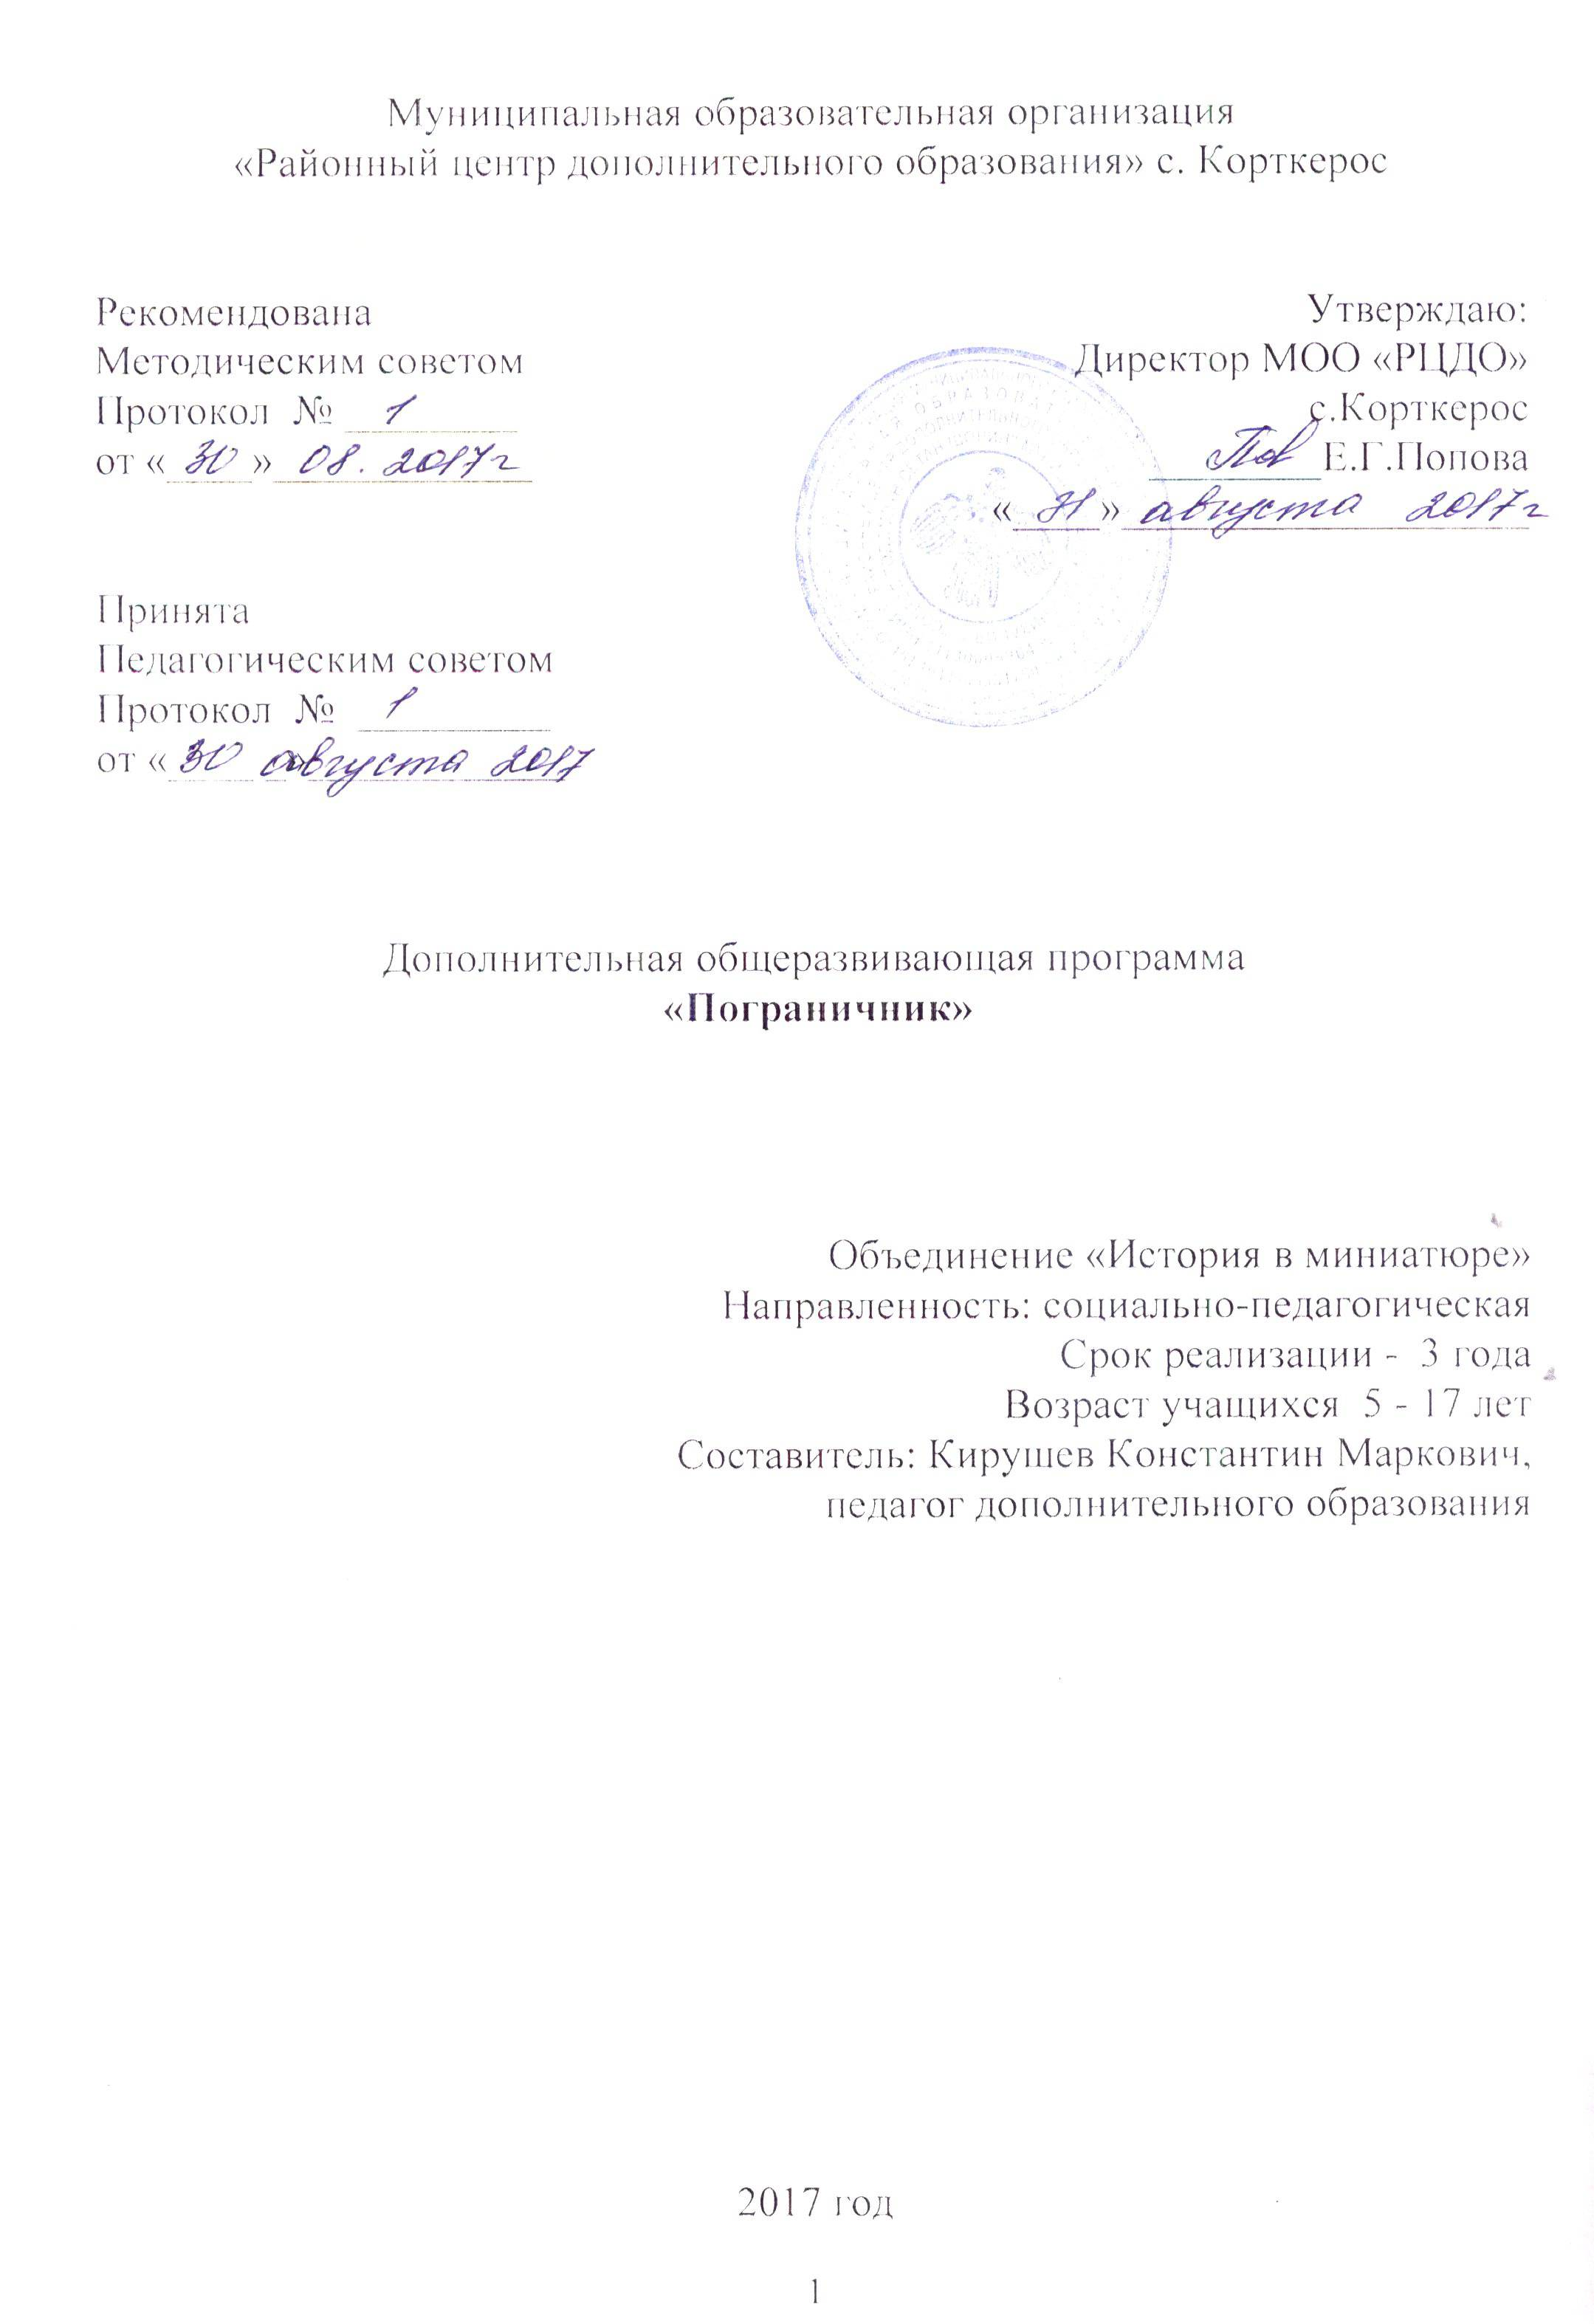 Муниципальная образовательная организация
«Районный центр дополнительного образования» с. Корткерос
Рекомендована
Методическим советом
Протокол № 1
от « 30 » 08. 2017г
Утверждаю:
Директор МОО «РЦДО»
с.Корткерос
Е.Г.Попова
« 31 » августа 2017г
Принята
Педагогическим советом
Протокол № 1
от « 30 августа 2017
Дополнительная общеразвивающая программа
«Пограничник»
Объединение «История в миниатюре»
Направленность: социально-педагогическая
Срок реализации - 3 года
Возраст учащихся 5 - 17 лет
Составитель: Кирушев Константин Маркович,
педагог дополнительного образования
2017 год
1